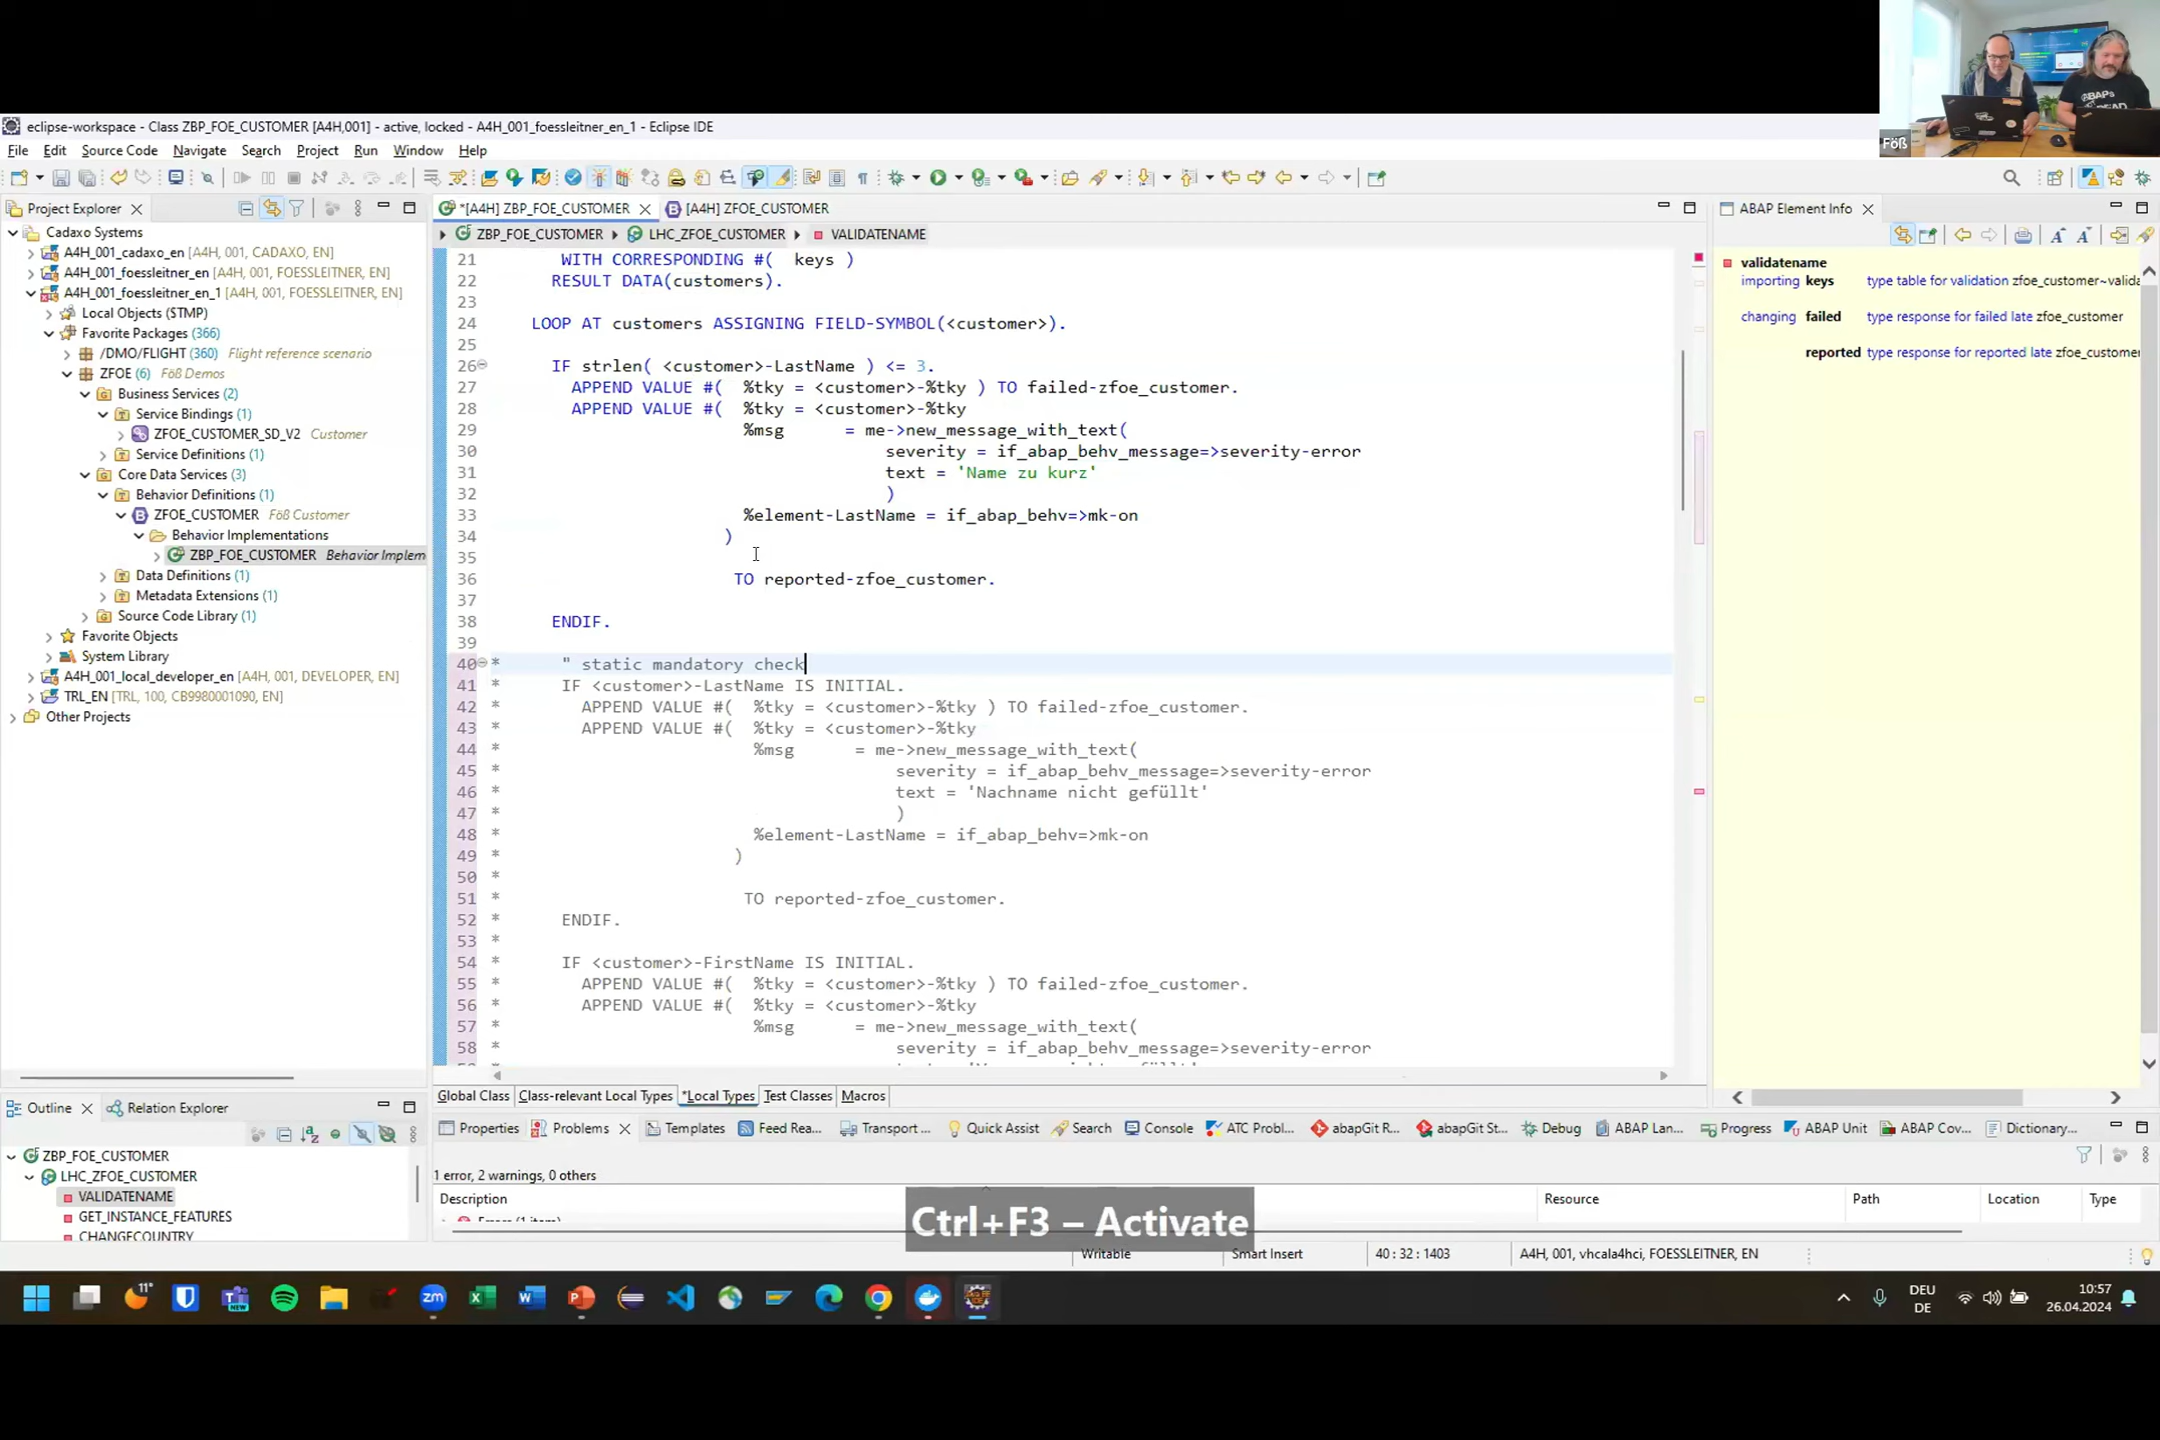 Föß
eclipse-workspace - Class ZBP_FOE_CUSTOMER [A4H,001] - active, locked - A4H_001_foessleitner_en_1 - Eclipse IDE
File Edit Source Code Navigate Search Project Run Window Help
Project Explorer
Cadaxo Systems
A4H_001_cadaxo_en [A4H, 001, CADAXO, EN]
A4H_001_foessleitner_en [A4H, 001, FOESSLEITNER, EN]
A4H_001_foessleitner_en_1 [A4H, 001, FOESSLEITNER, EN]
Local Objects ($TMP)
Favorite Packages (366)
/DMO/FLIGHT (360) Flight reference scenario
ZFOE (6) Föß Demos
Business Services (2)
Service Bindings (1)
ZFOE_CUSTOMER_SD_V2 Customer
Service Definitions (1)
Core Data Services (3)
Behavior Definitions (1)
ZFOE_CUSTOMER Föß Customer
Behavior Implementations
ZBP_FOE_CUSTOMER Behavior Implem
Data Definitions (1)
Metadata Extensions (1)
Source Code Library (1)
Favorite Objects
System Library
A4H_001_local_developer_en [A4H, 001, DEVELOPER, EN]
TRL_EN [TRL, 100, CB9980001090, EN]
Other Projects
*[A4H] ZBP_FOE_CUSTOMER [A4H] ZFOE_CUSTOMER
ZBP_FOE_CUSTOMER LHC_ZFOE_CUSTOMER VALIDATENAME
21 WITH CORRESPONDING #( keys )
22 RESULT DATA(customers).
23
24 LOOP AT customers ASSIGNING FIELD-SYMBOL(<customer>).
25
26 IF strlen( <customer>-LastName ) <= 3.
27 APPEND VALUE #( %tky = <customer>-%tky ) TO failed-zfoe_customer.
28 APPEND VALUE #( %tky = <customer>-%tky
29 %msg = me->new_message_with_text(
30 severity = if_abap_behv_message=>severity-error
31 text = 'Name zu kurz'
32 )
33 %element-LastName = if_abap_behv=>mk-on
34 )
35
36 TO reported-zfoe_customer.
37
38 ENDIF.
39
40 * " static mandatory check
41 * IF <customer>-LastName IS INITIAL.
42 * APPEND VALUE #( %tky = <customer>-%tky ) TO failed-zfoe_customer.
43 * APPEND VALUE #( %tky = <customer>-%tky
44 * %msg = me->new_message_with_text(
45 * severity = if_abap_behv_message=>severity-error
46 * text = 'Nachname nicht gefüllt'
47 * )
48 * %element-LastName = if_abap_behv=>mk-on
49 * )
50 *
51 * TO reported-zfoe_customer.
52 * ENDIF.
53 *
54 * IF <customer>-FirstName IS INITIAL.
55 * APPEND VALUE #( %tky = <customer>-%tky ) TO failed-zfoe_customer.
56 * APPEND VALUE #( %tky = <customer>-%tky
57 * %msg = me->new_message_with_text(
58 * severity = if_abap_behv_message=>severity-error
Global Class Class-relevant Local Types *Local Types Test Classes Macros
ABAP Element Info
validatename
importing keys type table for validation zfoe_customer~valida
changing failed type response for failed late zfoe_customer
reported type response for reported late zfoe_customer
Outline Relation Explorer
ZBP_FOE_CUSTOMER
LHC_ZFOE_CUSTOMER
VALIDATENAME
GET_INSTANCE_FEATURES
CHANGECOUNTRY
Properties Problems Templates Feed Rea... Transport ... Quick Assist Search Console ATC Probl... abapGit R... abapGit St... Debug ABAP Lan... Progress ABAP Unit ABAP Cov... Dictionary...
1 error, 2 warnings, 0 others
Description Resource Path Location Type
Ctrl+F3 – Activate
Writable Smart Insert 40 : 32 : 1403 A4H, 001, vhcala4hci, FOESSLEITNER, EN
11°
DEU
DE
10:57
26.04.2024